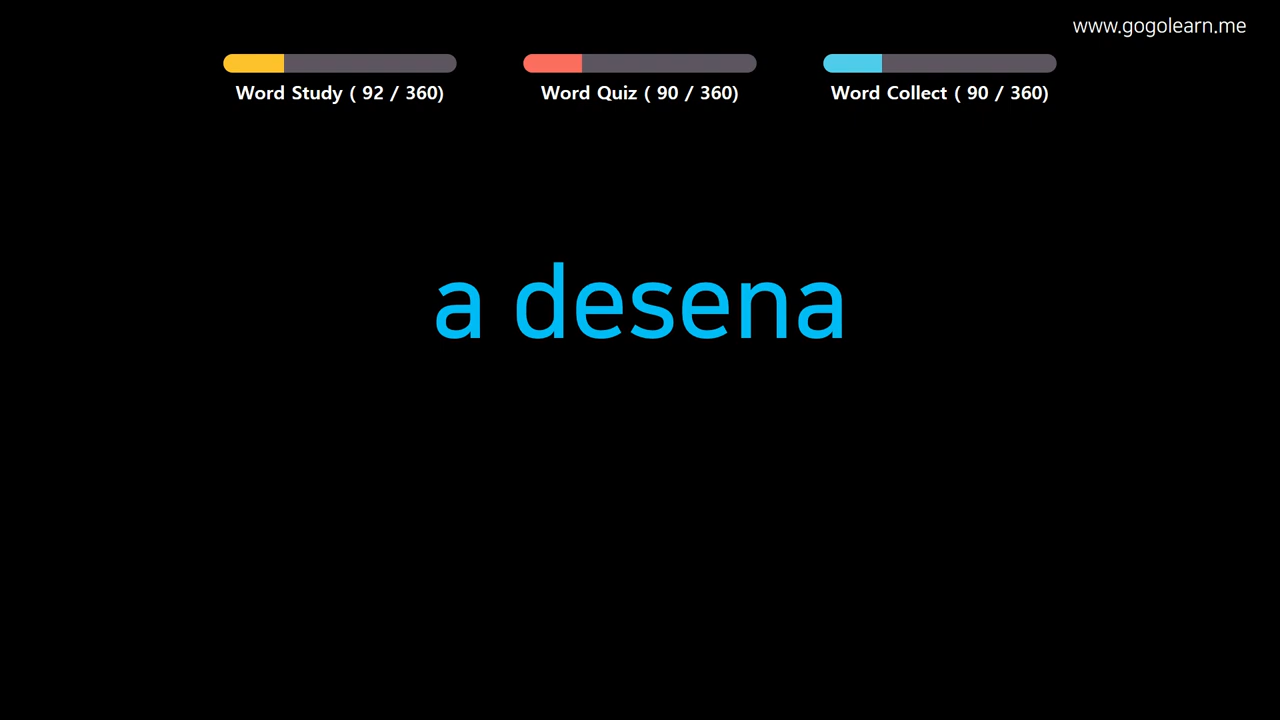 www.gogolearn.me
Word Study ( 92 / 360)
Word Quiz ( 90 / 360)
Word Collect ( 90 / 360)
a desena